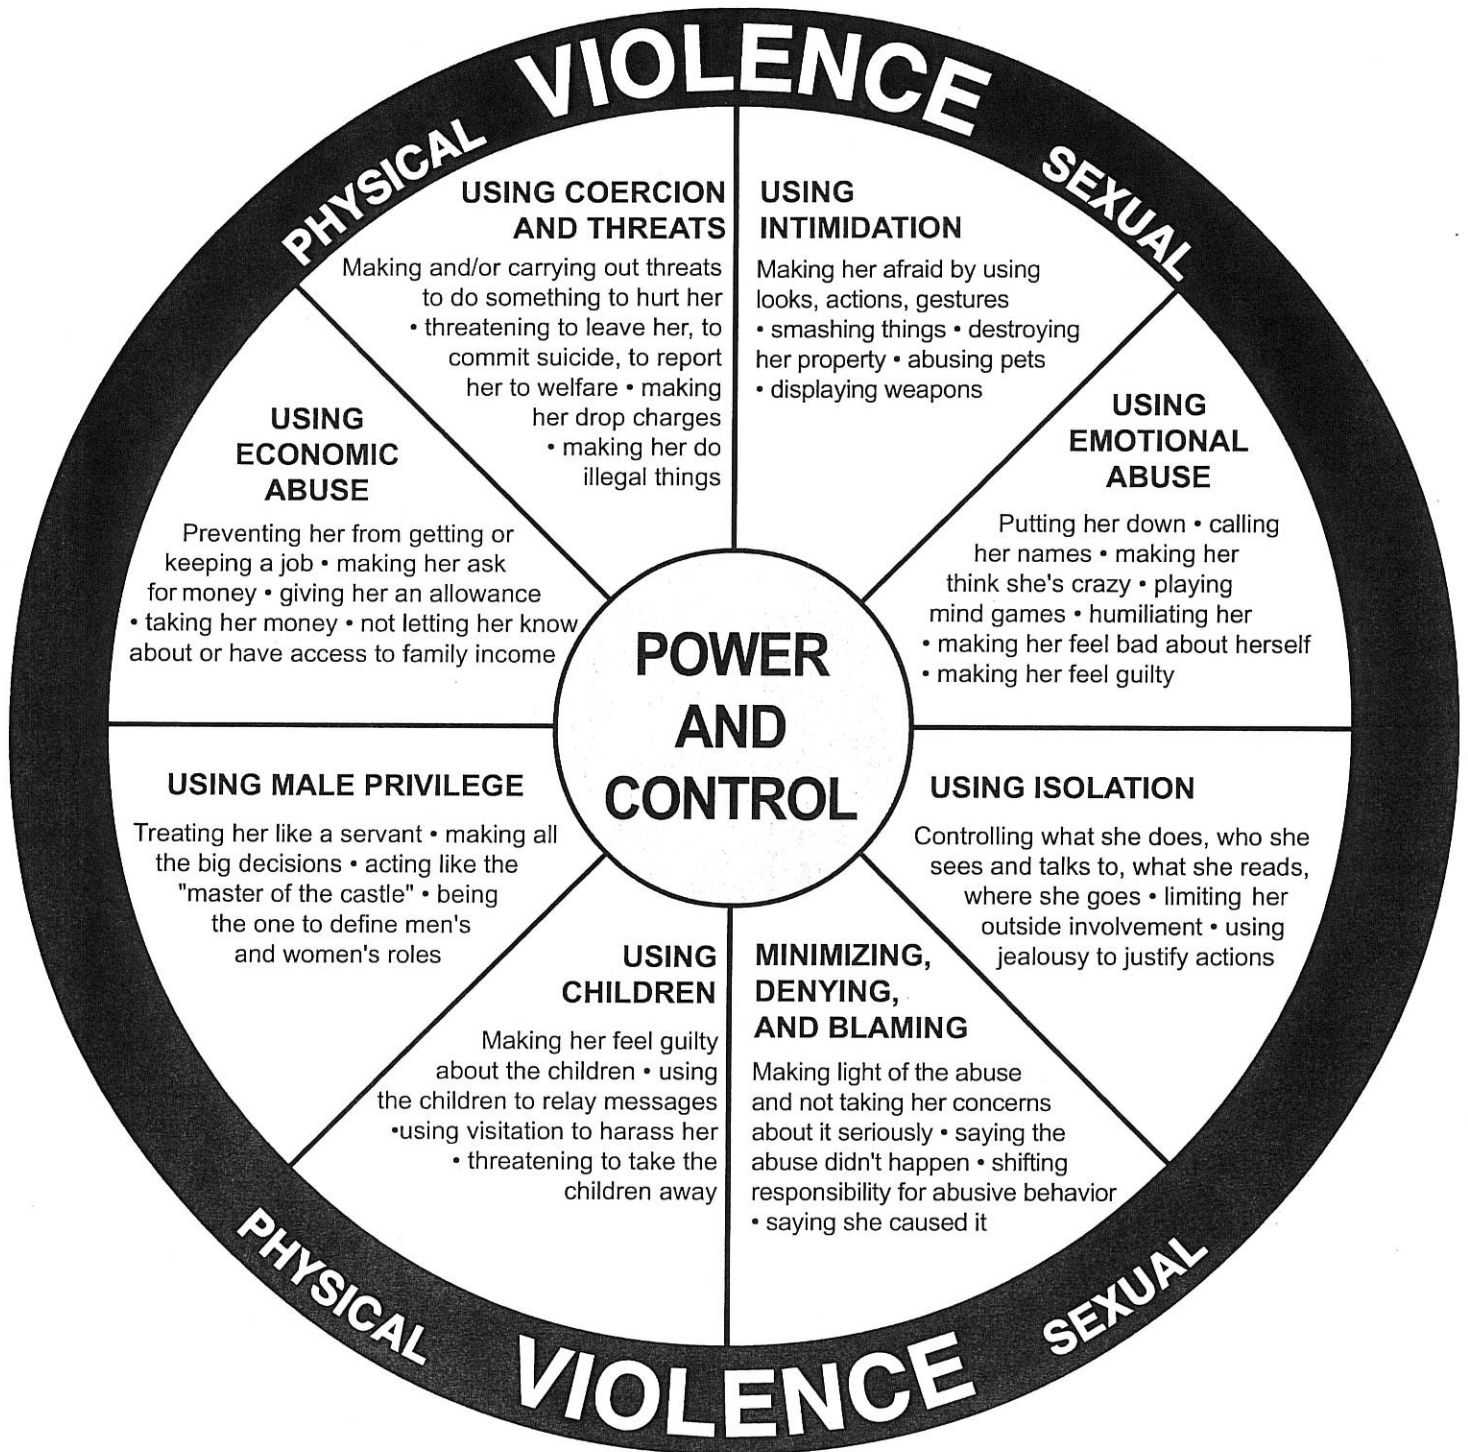 VIOLENCE
PHYSICAL
SEXUAL
USING COERCION
AND THREATS
Making and/or carrying out threats
to do something to hurt her
• threatening to leave her, to
commit suicide, to report
her to welfare • making
her drop charges
• making her do
illegal things
USING
INTIMIDATION
Making her afraid by using
looks, actions, gestures
• smashing things • destroying
her property • abusing pets
• displaying weapons
USING
EMOTIONAL
ABUSE
Putting her down • calling
her names • making her
think she's crazy • playing
mind games • humiliating her
• making her feel bad about herself
• making her feel guilty
USING ISOLATION
Controlling what she does, who she
sees and talks to, what she reads,
where she goes • limiting her
outside involvement • using
jealousy to justify actions
MINIMIZING,
DENYING,
AND BLAMING
Making light of the abuse
and not taking her concerns
about it seriously • saying the
abuse didn't happen • shifting
responsibility for abusive behavior
• saying she caused it
USING
CHILDREN
Making her feel guilty
about the children • using
the children to relay messages
•using visitation to harass her
• threatening to take the
children away
USING MALE PRIVILEGE
Treating her like a servant • making all
the big decisions • acting like the
"master of the castle" • being
the one to define men's
and women's roles
USING
ECONOMIC
ABUSE
Preventing her from getting or
keeping a job • making her ask
for money • giving her an allowance
• taking her money • not letting her know
about or have access to family income
POWER
AND
CONTROL
PHYSICAL
VIOLENCE
SEXUAL